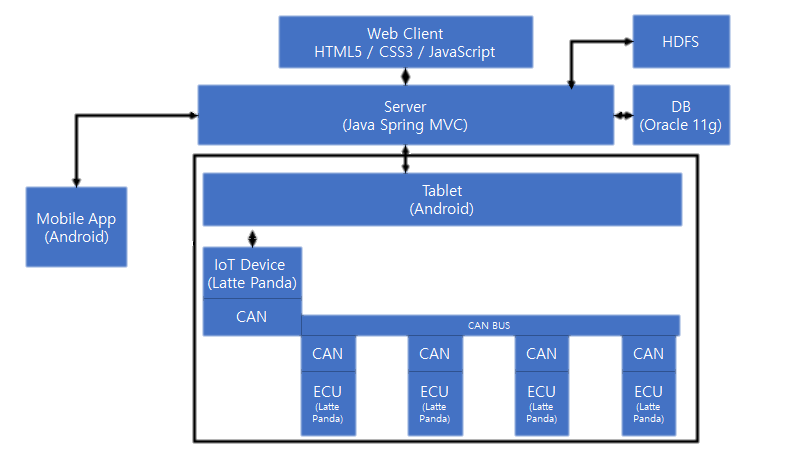 Web Client
HTML5 / CSS3 / JavaScript
HDFS
Server
(Java Spring MVC)
DB
(Oracle 11g)
Mobile App
(Android)
Tablet
(Android)
IoT Device
(Latte Panda)
CAN
CAN BUS
CAN
CAN
CAN
CAN
ECU
(Latte
Panda)
ECU
(Latte
Panda)
ECU
(Latte
Panda)
ECU
(Latte
Panda)